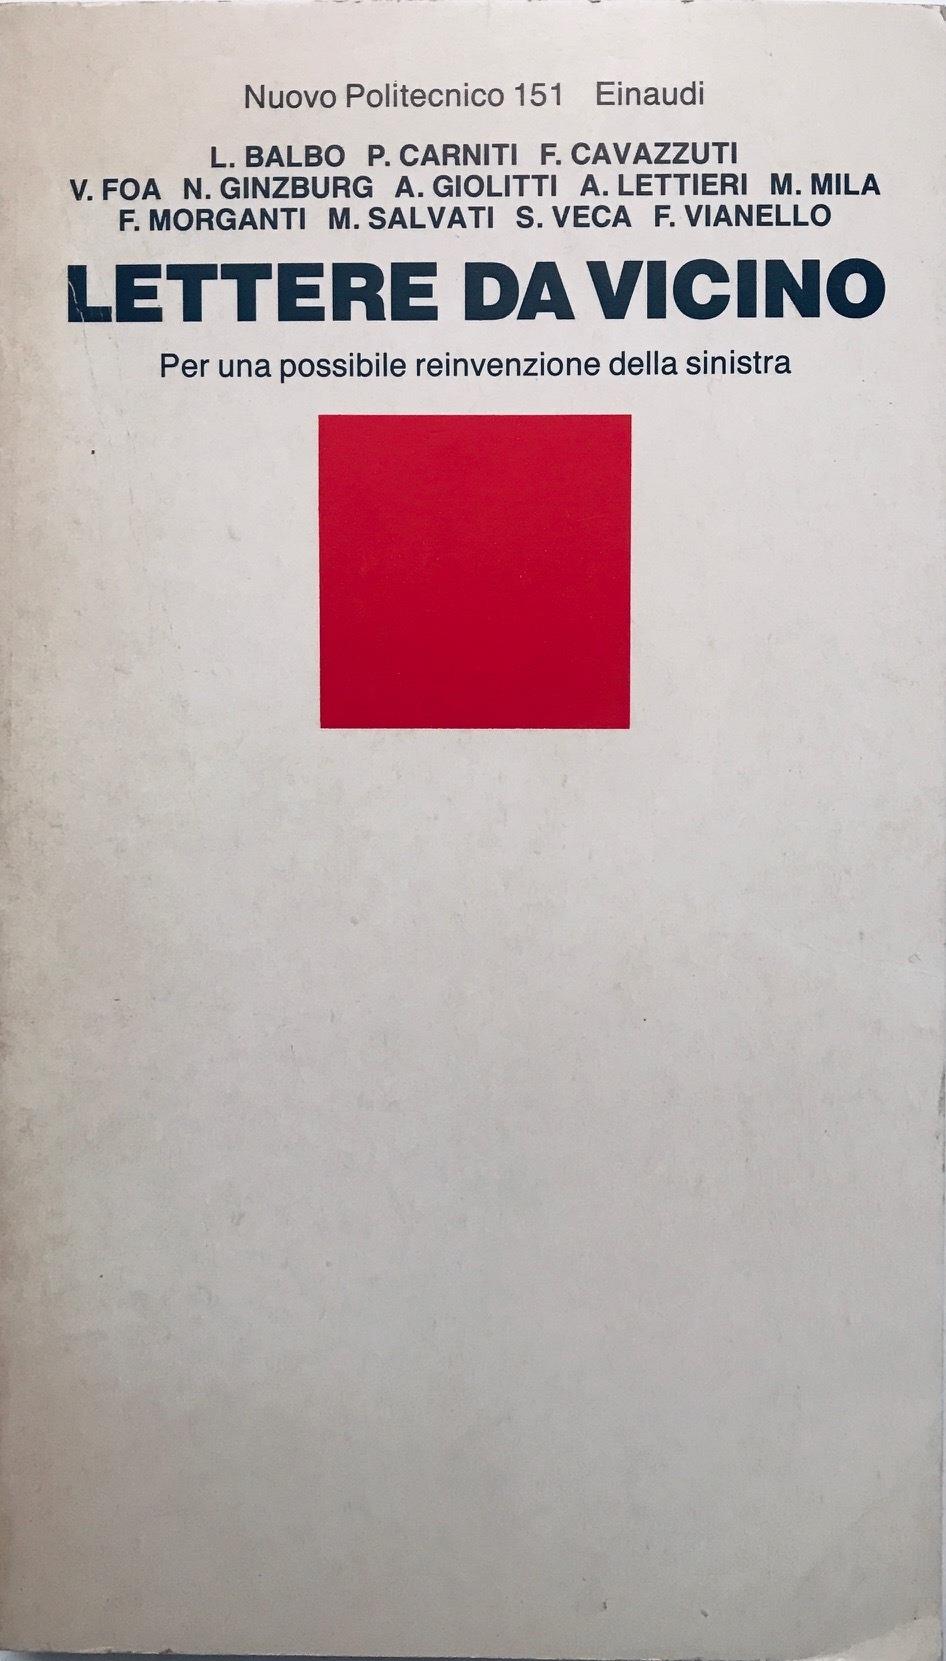 Nuovo Politecnico 151 Einaudi
L. BALBO P. CARNITI F. CAVAZZUTI
V. FOA N. GINZBURG A. GIOLITTI A. LETTIERI M. MILA
F. MORGANTI M. SALVATI S. VECA F. VIANELLO
LETTERE DA VICINO
Per una possibile reinvenzione della sinistra